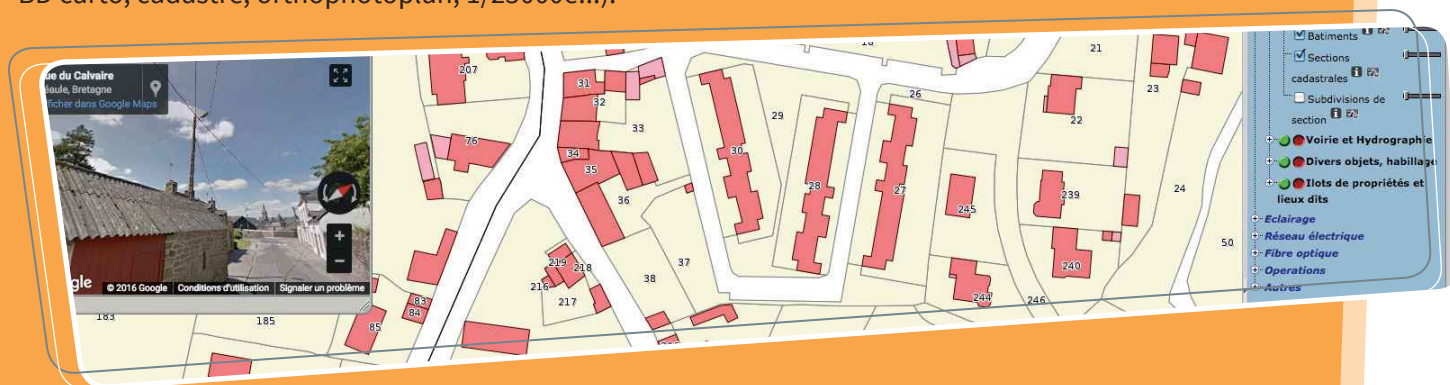 BD carto, cadastre, orthophotoplan, 1/25000e...).
ue du Calvaire
éaule, Bretagne
fficher dans Google Maps
gle
© 2016 Google Conditions d'utilisation Signaler un problème
207
76
31
32
33
34
35
36
37
38
30
29
28
26
27
21
22
23
24
50
245
239
240
244
246
219
218
216
217
83
84
85
183
185
Batiments
Sections
cadastrales
Subdivisions de
section
Voirie et Hydrographie
Divers objets, habillage
Ilots de propriétés et
lieux dits
Eclairage
Réseau électrique
Fibre optique
Operations
Autres